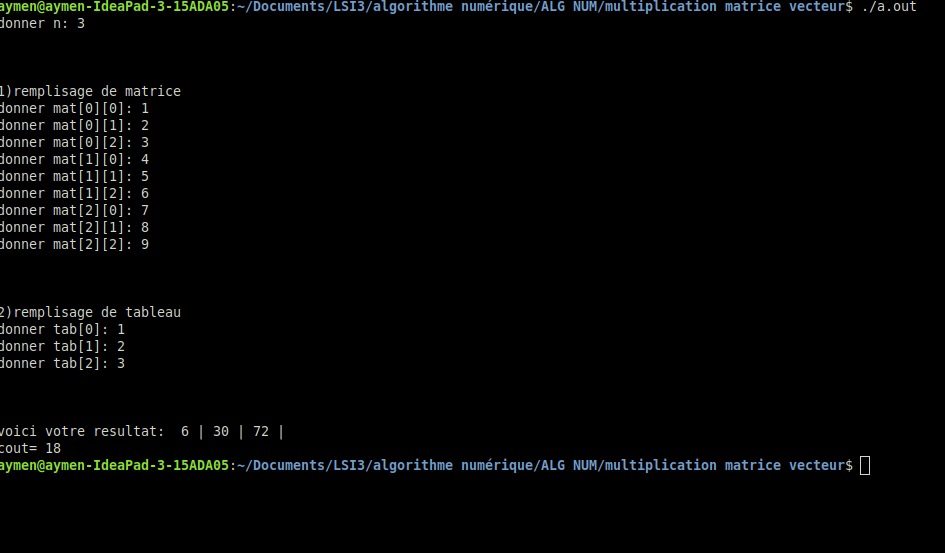 aymen@aymen-IdeaPad-3-15ADA05:~/Documents/LSI3/algorithme numérique/ALG NUM/multiplication matrice vecteur$ ./a.out
donner n: 3
1)remplisage de matrice
donner mat[0][0]: 1
donner mat[0][1]: 2
donner mat[0][2]: 3
donner mat[1][0]: 4
donner mat[1][1]: 5
donner mat[1][2]: 6
donner mat[2][0]: 7
donner mat[2][1]: 8
donner mat[2][2]: 9
2)remplisage de tableau
donner tab[0]: 1
donner tab[1]: 2
donner tab[2]: 3
voici votre resultat:  6 | 30 | 72 |
cout= 18
aymen@aymen-IdeaPad-3-15ADA05:~/Documents/LSI3/algorithme numérique/ALG NUM/multiplication matrice vecteur$